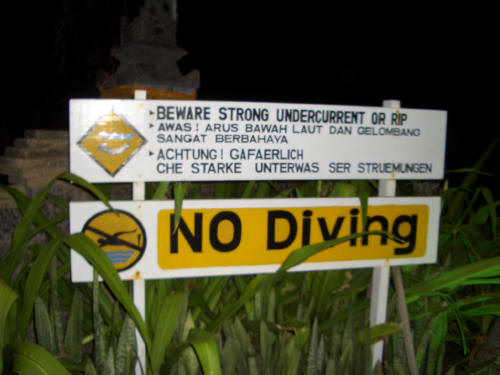 BEWARE STRONG UNDERCURRENT OR RIP
AWAS! ARUS BAWAH LAUT DAN GELOMBANG
SANGAT BERBAHAYA
ACHTUNG! GAFAERLICH
CHE STARKE UNTERWAS SER STRUEMUNGEN
NO Diving